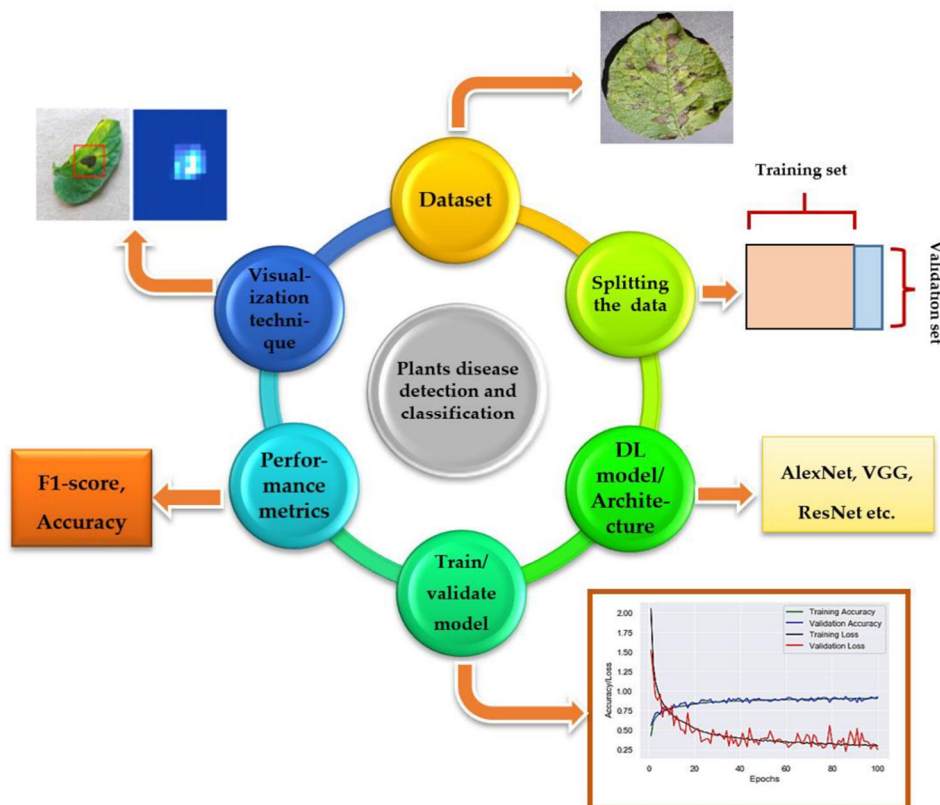 Dataset
Training set
Validation set
Splitting
the data
DL
model/
Archite-
cture
AlexNet, VGG,
ResNet etc.
Train/
validate
model
2.00
1.75
1.50
1.25
1.00
0.75
0.50
0.25
Accuracy/Loss
Training Accuracy
Validation Accuracy
Training Loss
Validation Loss
0
20
40
60
80
100
Epochs
Perfor-
mance
metrics
F1-score,
Accuracy
Visual-
ization
techni-
que
Plants disease
detection and
classification